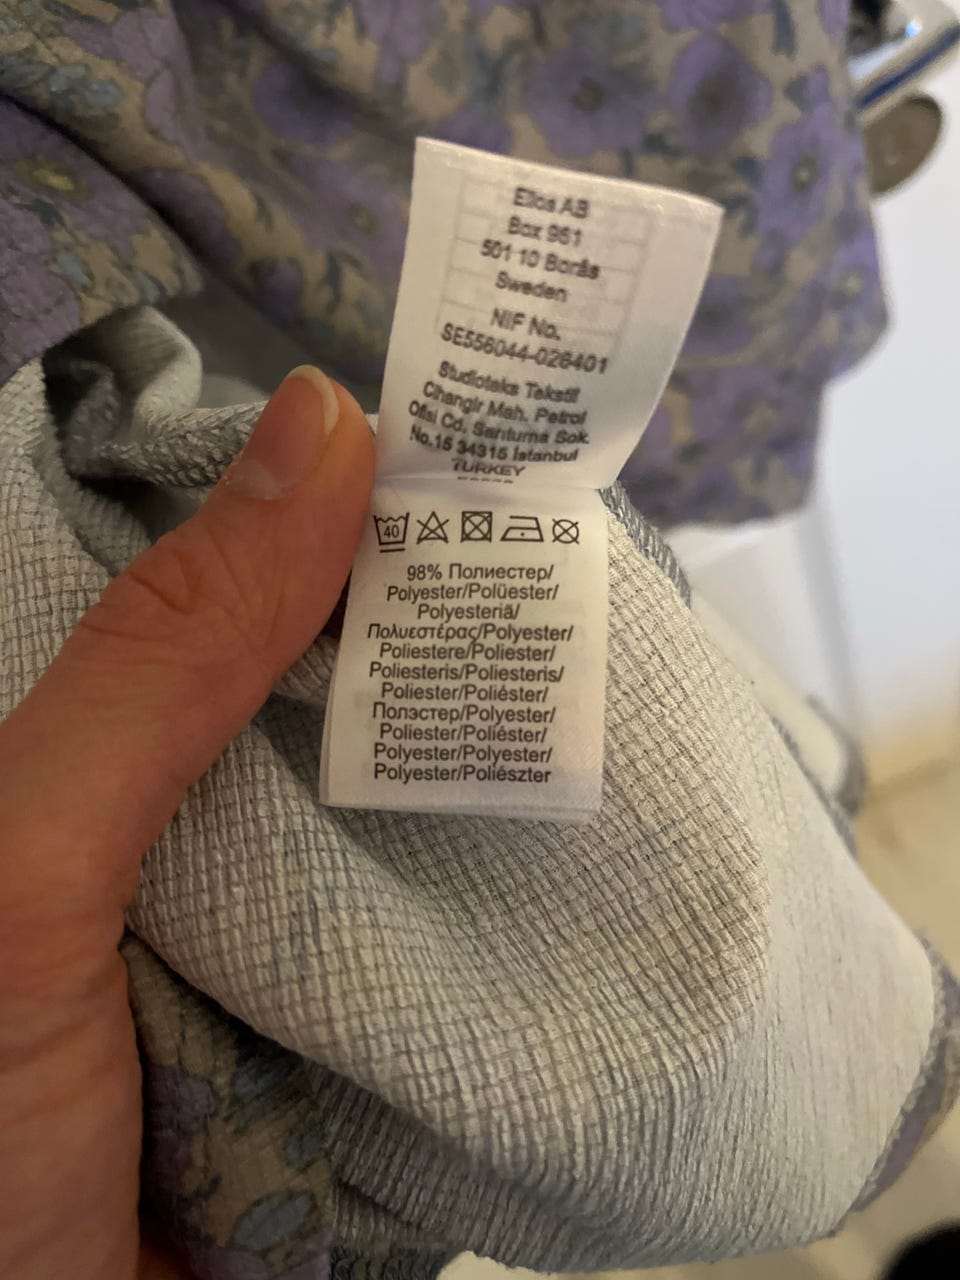 Ellos AB
Box 961
501 10 Borås
Sweden
NIF No.
SE556044-026401
Studioteks Tekstil
Cihangir Mah. Petrol
Ofisi Cd, Santuma Sok.
No.15 34315 İstanbul
TURKEY
40
98% Полиестер/
Polyester/Polüester/
Polyesteriä/
Πολυεστέρας/Polyester/
Poliestere/Poliester/
Poliesteris/Poliesteris/
Poliester/Poliéster/
Полэстер/Polyester/
Poliester/Poliéster/
Polyester/Polyester/
Polyester/Poliészter